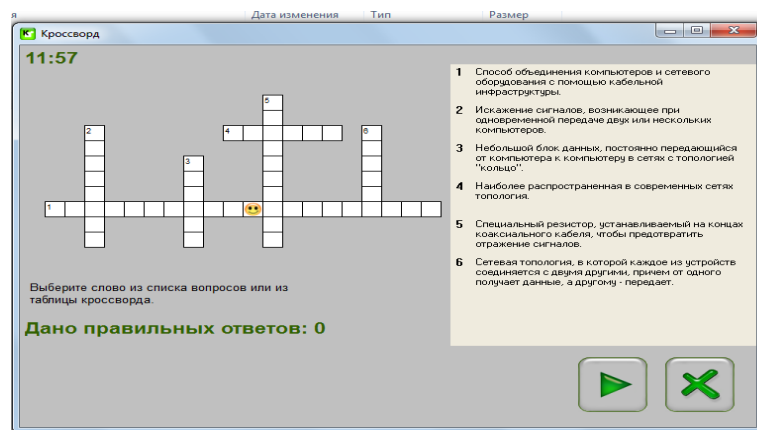 я Дата изменения Тип Размер
Кроссворд
11:57
5
2 4 6
3
1
1 Способ объединения компьютеров и сетевого
оборудования с помощью кабельной
инфраструктуры.
2 Искажение сигналов, возникающее при
одновременной передаче двух или нескольких
компьютеров.
3 Небольшой блок данных, постоянно передающийся
от компьютера к компьютеру в сетях с топологией
"кольцо".
4 Наиболее распространенная в современных сетях
топология.
5 Специальный резистор, устанавливаемый на концах
коаксиального кабеля, чтобы предотвратить
отражение сигналов.
6 Сетевая топология, в которой каждое из устройств
соединяется с двумя другими, причем от одного
получает данные, а другому - передает.
Выберите слово из списка вопросов или из
таблицы кроссворда.
Дано правильных ответов: 0